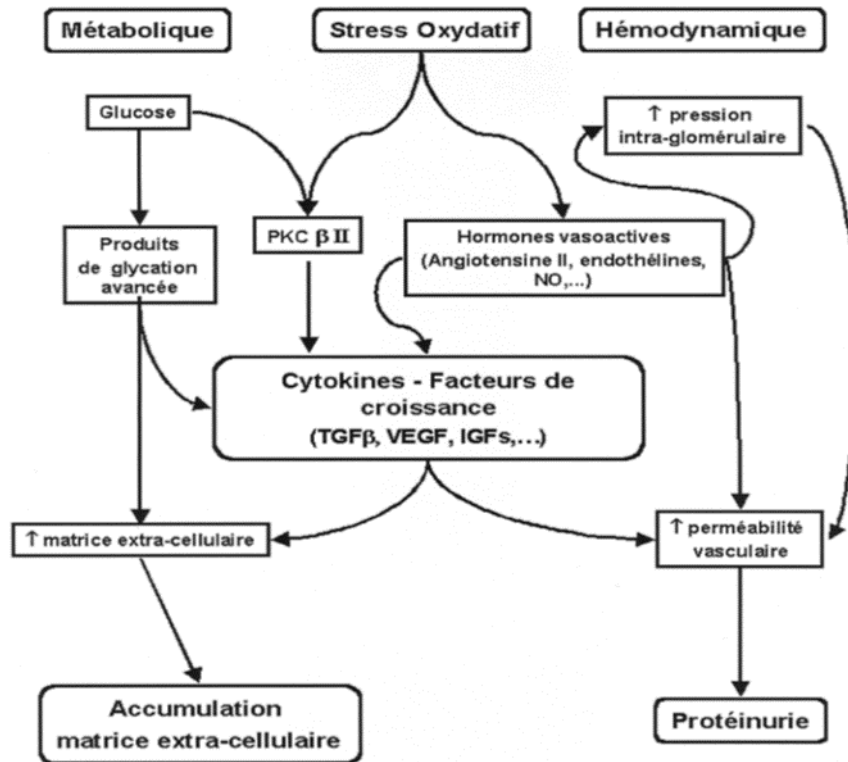 Métabolique
Stress Oxydatif
Hémodynamique
Glucose
↑ pression
intra-glomérulaire
Produits
de glycation
avancée
PKC β II
Hormones vasoactives
(Angiotensine II, endothélines,
NO,...)
Cytokines - Facteurs de
croissance
(TGFβ, VEGF, IGFs,...)
↑ matrice extra-cellulaire
↑ perméabilité
vasculaire
Accumulation
matrice extra-cellulaire
Protéinurie